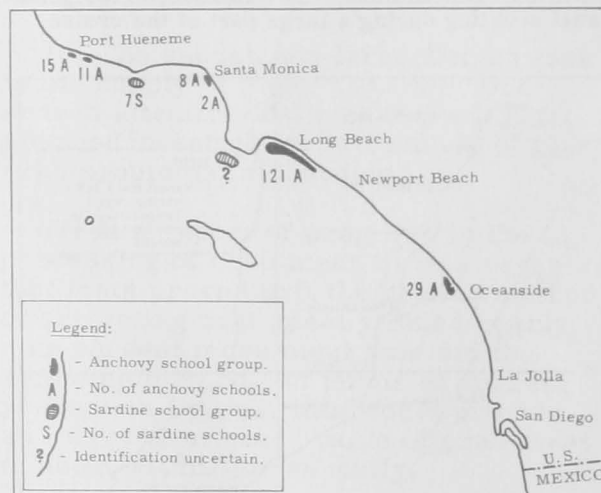 Port Hueneme
15 A
11 A
7 S
8 A
Santa Monica
2 A
Long Beach
?
121 A
Newport Beach
29 A
Oceanside
La Jolla
San Diego
U.S.
MEXICO
Legend:
- Anchovy school group.
A - No. of anchovy schools.
- Sardine school group.
S - No. of sardine schools.
? - Identification uncertain.